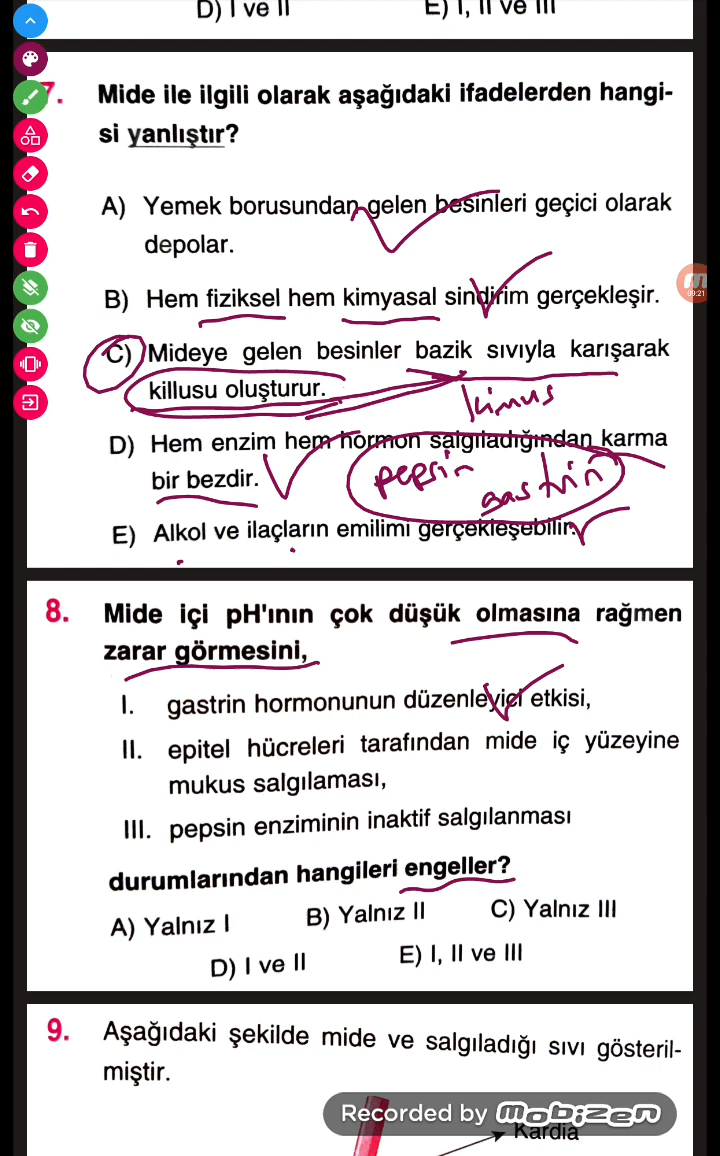 D) I ve II E) I, II ve III
7. Mide ile ilgili olarak aşağıdaki ifadelerden hangi-
si yanlıştır?
A) Yemek borusundan gelen besinleri geçici olarak
depolar.
B) Hem fiziksel hem kimyasal sindirim gerçekleşir.
09:21
C) Mideye gelen besinler bazik sıvıyla karışarak
killusu oluşturur.
kimus
D) Hem enzim hem hormon salgıladığından karma
bir bezdir.
pepsin
gastrin
E) Alkol ve ilaçların emilimi gerçekleşebilir.
8. Mide içi pH'ının çok düşük olmasına rağmen
zarar görmesini,
I. gastrin hormonunun düzenleyici etkisi,
II. epitel hücreleri tarafından mide iç yüzeyine
mukus salgılaması,
III. pepsin enziminin inaktif salgılanması
durumlarından hangileri engeller?
A) Yalnız I B) Yalnız II C) Yalnız III
D) I ve II E) I, II ve III
9. Aşağıdaki şekilde mide ve salgıladığı sıvı gösteril-
miştir.
Recorded by mobizen
Kardia